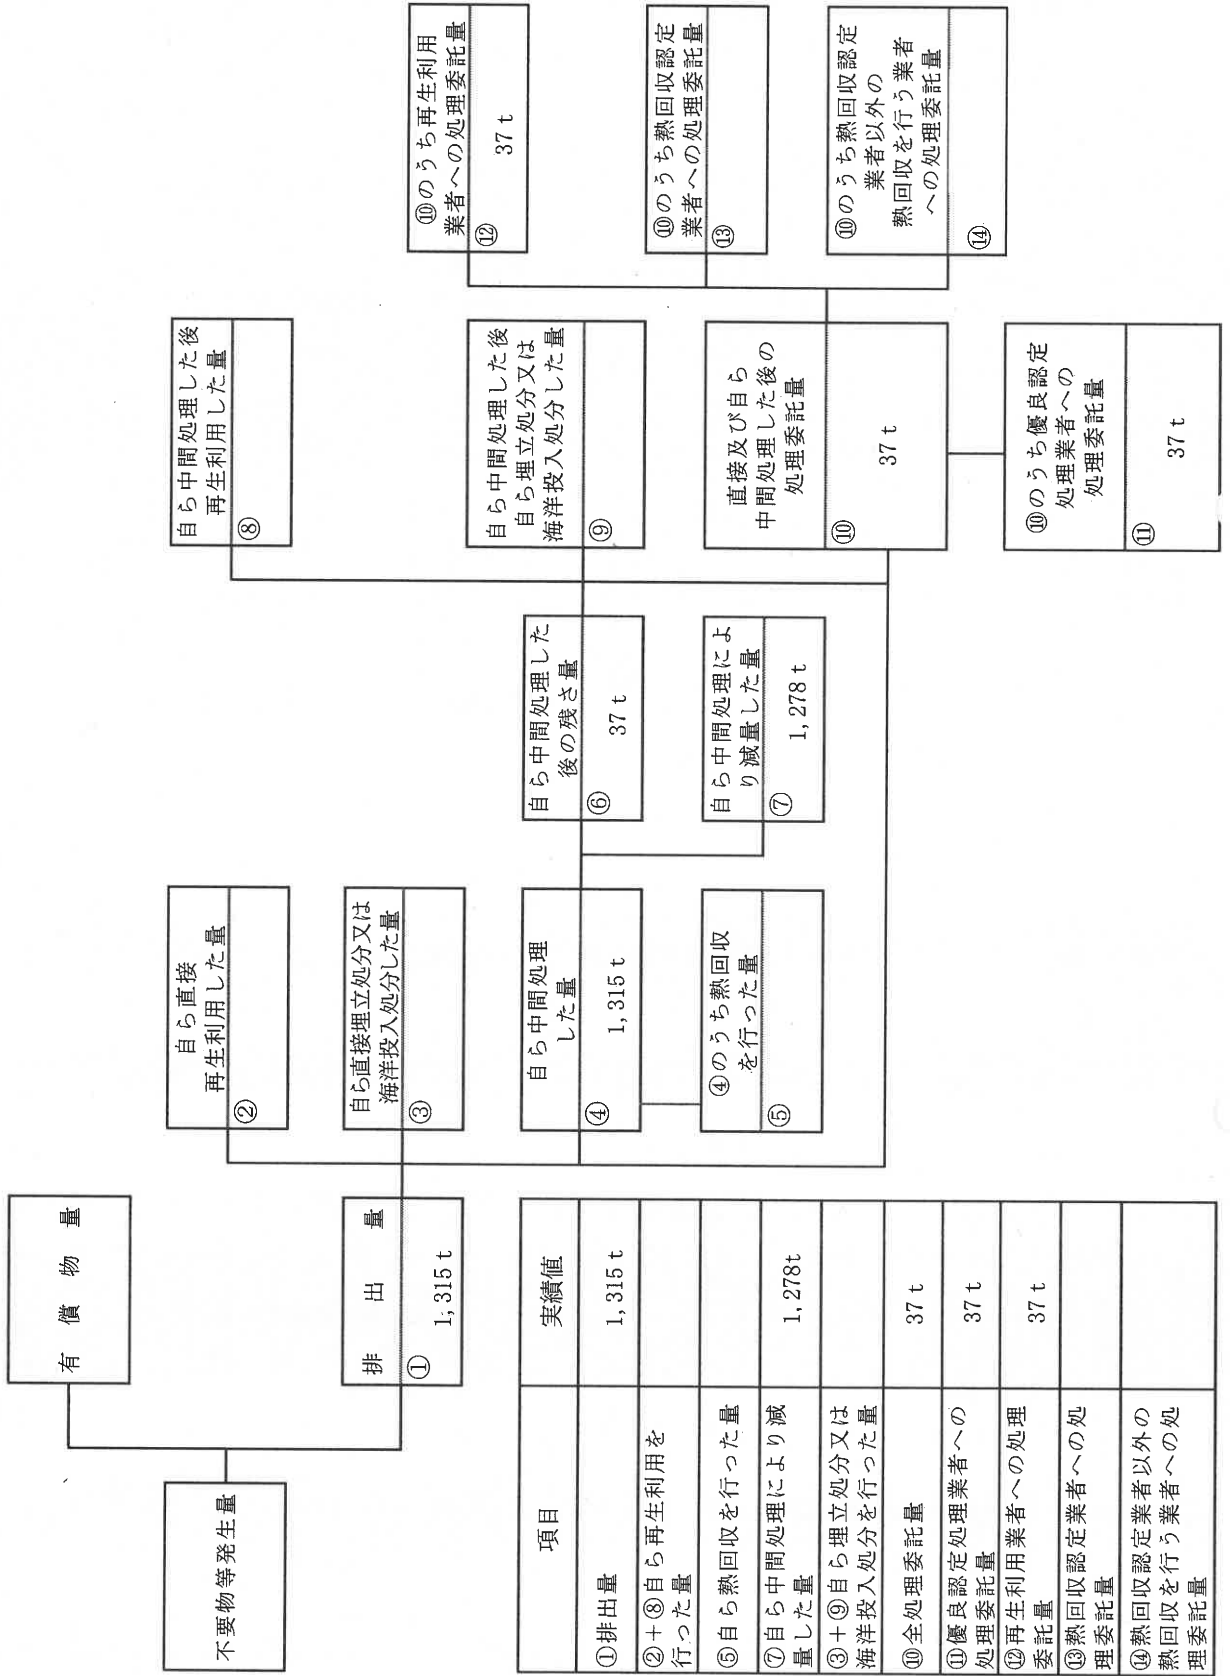 不要物等発生量
有償物量
排出量
①
1,315 t
自ら直接
再生利用した量
②
自ら直接埋立処分又は
海洋投入処分した量
③
自ら中間処理
した量
④
1,315 t
④のうち熱回収
を行った量
⑤
自ら中間処理した
後の残さ量
⑥
37 t
自ら中間処理によ
り減量した量
⑦
1,278 t
自ら中間処理した後
再生利用した量
⑧
自ら中間処理した後
自ら埋立処分又は
海洋投入処分した量
⑨
直接及び自ら
中間処理した後の
処理委託量
⑩
37 t
⑩のうち優良認定
処理業者への
処理委託量
⑪
37 t
⑩のうち再生利用
業者への処理委託量
⑫
37 t
⑩のうち熱回収認定
業者への処理委託量
⑬
⑩のうち熱回収認定
業者以外の
熱回収を行う業者
への処理委託量
⑭
項目
実績値
①排出量
1,315 t
②+⑧自ら再生利用を
行った量
⑤自ら熱回収を行った量
⑦自ら中間処理により減
量した量
1,278t
③+⑨自ら埋立処分又は
海洋投入処分を行った量
⑩全処理委託量
37 t
⑪優良認定処理業者への
処理委託量
37 t
⑫再生利用業者への処理
委託量
37 t
⑬熱回収認定業者への処
理委託量
⑭熱回収認定業者以外の
熱回収を行う業者への処
理委託量